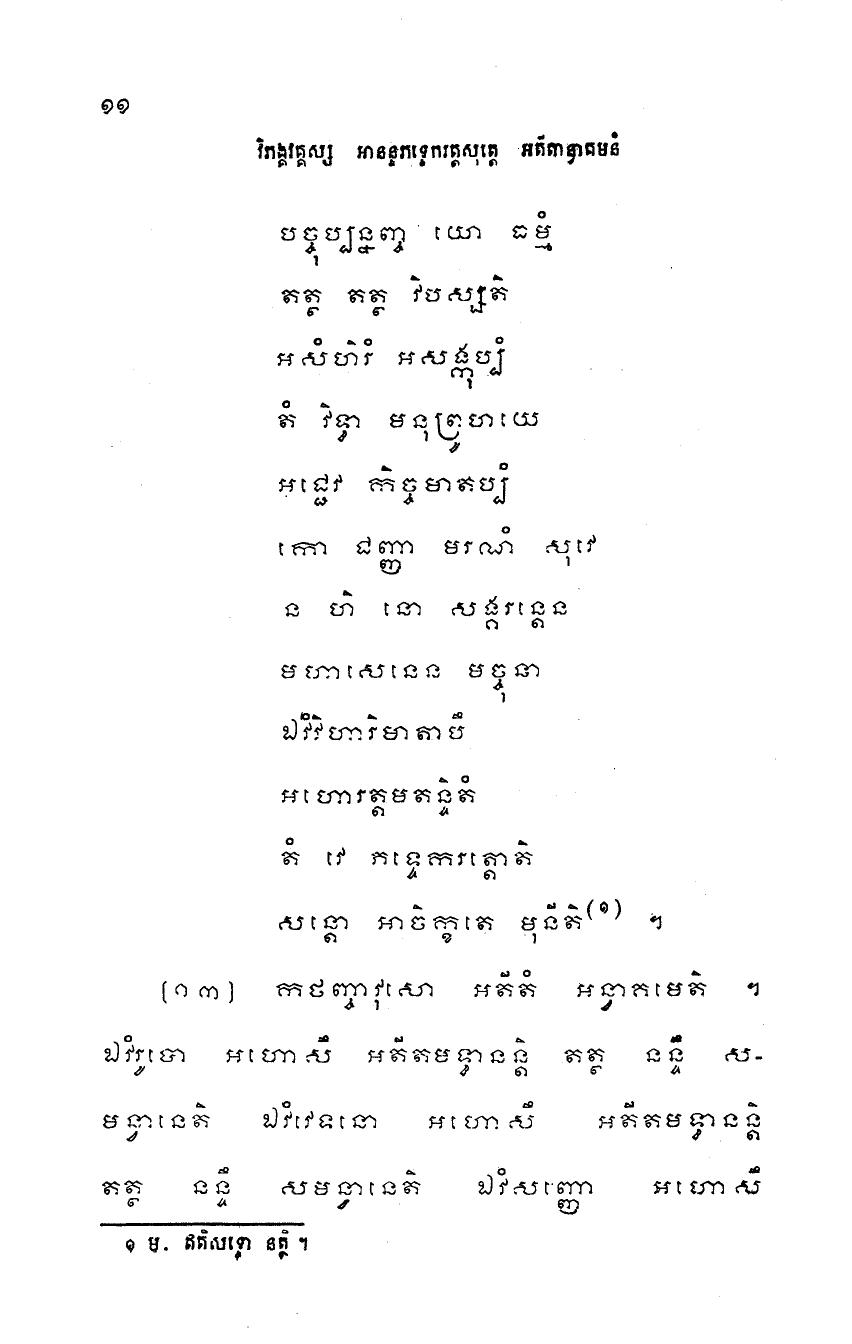 ១១
វិភង្គវគ្គស្ស អានន្ទភទ្ទេករត្តសុត្តេ អតីតាន្វាគមនំ
បច្ចុប្បន្នញ្ច យោ ធម្មំ
តត្ថ តត្ថ វិបស្សតិ
អសំហិរំ អសង្កុប្បំ
តំ វិទ្វា មនុព្រូហយេ
អជ្ជេវ កិច្ចមាតប្បំ
កោ ជញ្ញា មរណំ សុវេ
ន ហិ នោ សង្គរន្តេន
មហាសេនេន មច្ចុនា
ឯវំវិហារិមាតាបឹ
អហោរត្តមតន្ទិតំ
តំ វេ ភទ្ទេករត្តោតិ
សន្តោ អាចិក្ខតេ មុនីតិ(១) ។
[១៣] កថញ្ចាវុសោ អតីតំ អន្វាគមេតិ ។
ឯវំរូបោ អហោសឹ អតីតមទ្ធានន្តិ តត្ថ នន្ទឹ ស-
មន្វានេតិ ឯវំវេទនោ អហោសឹ អតីតមទ្ធានន្តិ
តត្ថ នន្ទឹ សមន្វានេតិ ឯវំសញ្ញោ អហោសឹ
១ ម. ឥតិសទ្ទោ នត្ថិ ។